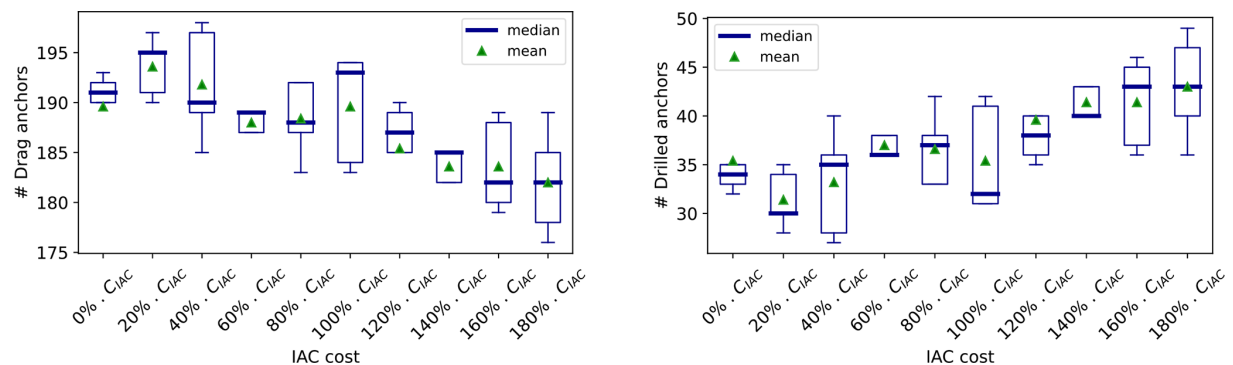 # Drag anchors
195
190
185
180
175
median
mean
0% . C_IAC
20% . C_IAC
40% . C_IAC
60% . C_IAC
80% . C_IAC
100% . C_IAC
120% . C_IAC
140% . C_IAC
160% . C_IAC
180% . C_IAC
IAC cost
# Drilled anchors
50
45
40
35
30
median
mean
0% . C_IAC
20% . C_IAC
40% . C_IAC
60% . C_IAC
80% . C_IAC
100% . C_IAC
120% . C_IAC
140% . C_IAC
160% . C_IAC
180% . C_IAC
IAC cost